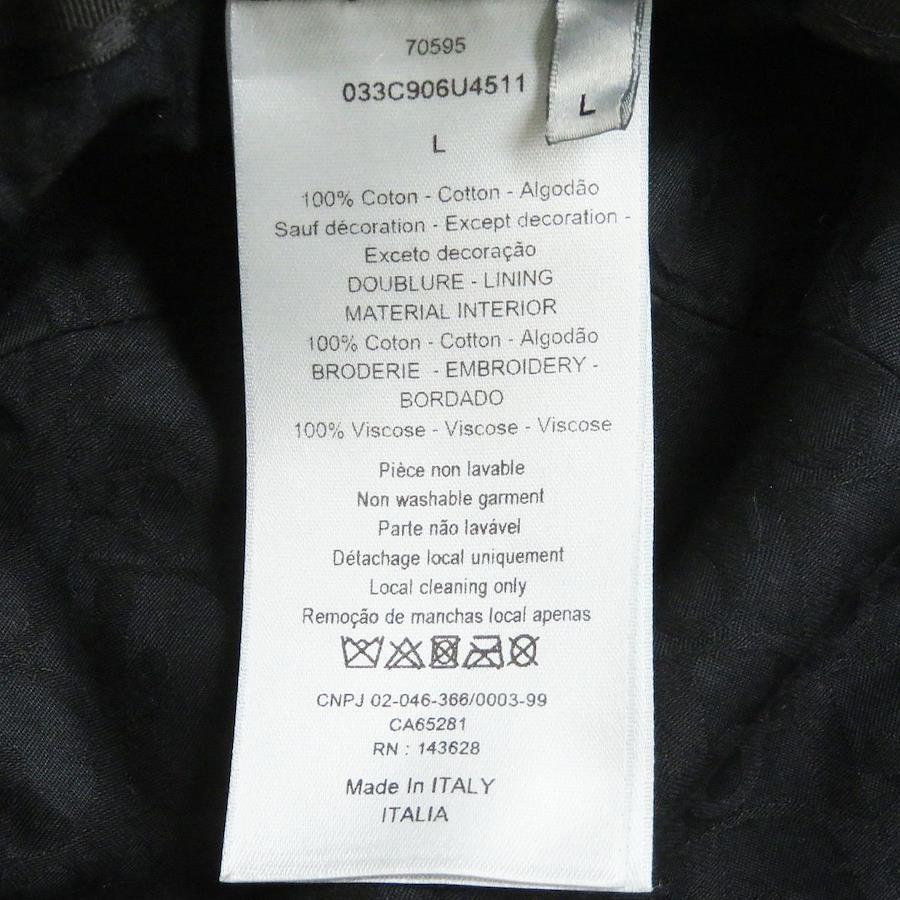 70595
033C906U4511
L
L
100% Coton - Cotton - Algodão
Sauf décoration - Except decoration -
Exceto decoração
DOUBLURE - LINING
MATERIAL INTERIOR
100% Coton - Cotton - Algodão
BRODERIE - EMBROIDERY -
BORDADO
100% Viscose - Viscose - Viscose
Pièce non lavable
Non washable garment
Parte não lavável
Détachage local uniquement
Local cleaning only
Remoção de manchas local apenas
CNPJ 02-046-366/0003-99
CA65281
RN : 143628
Made In ITALY
ITALIA